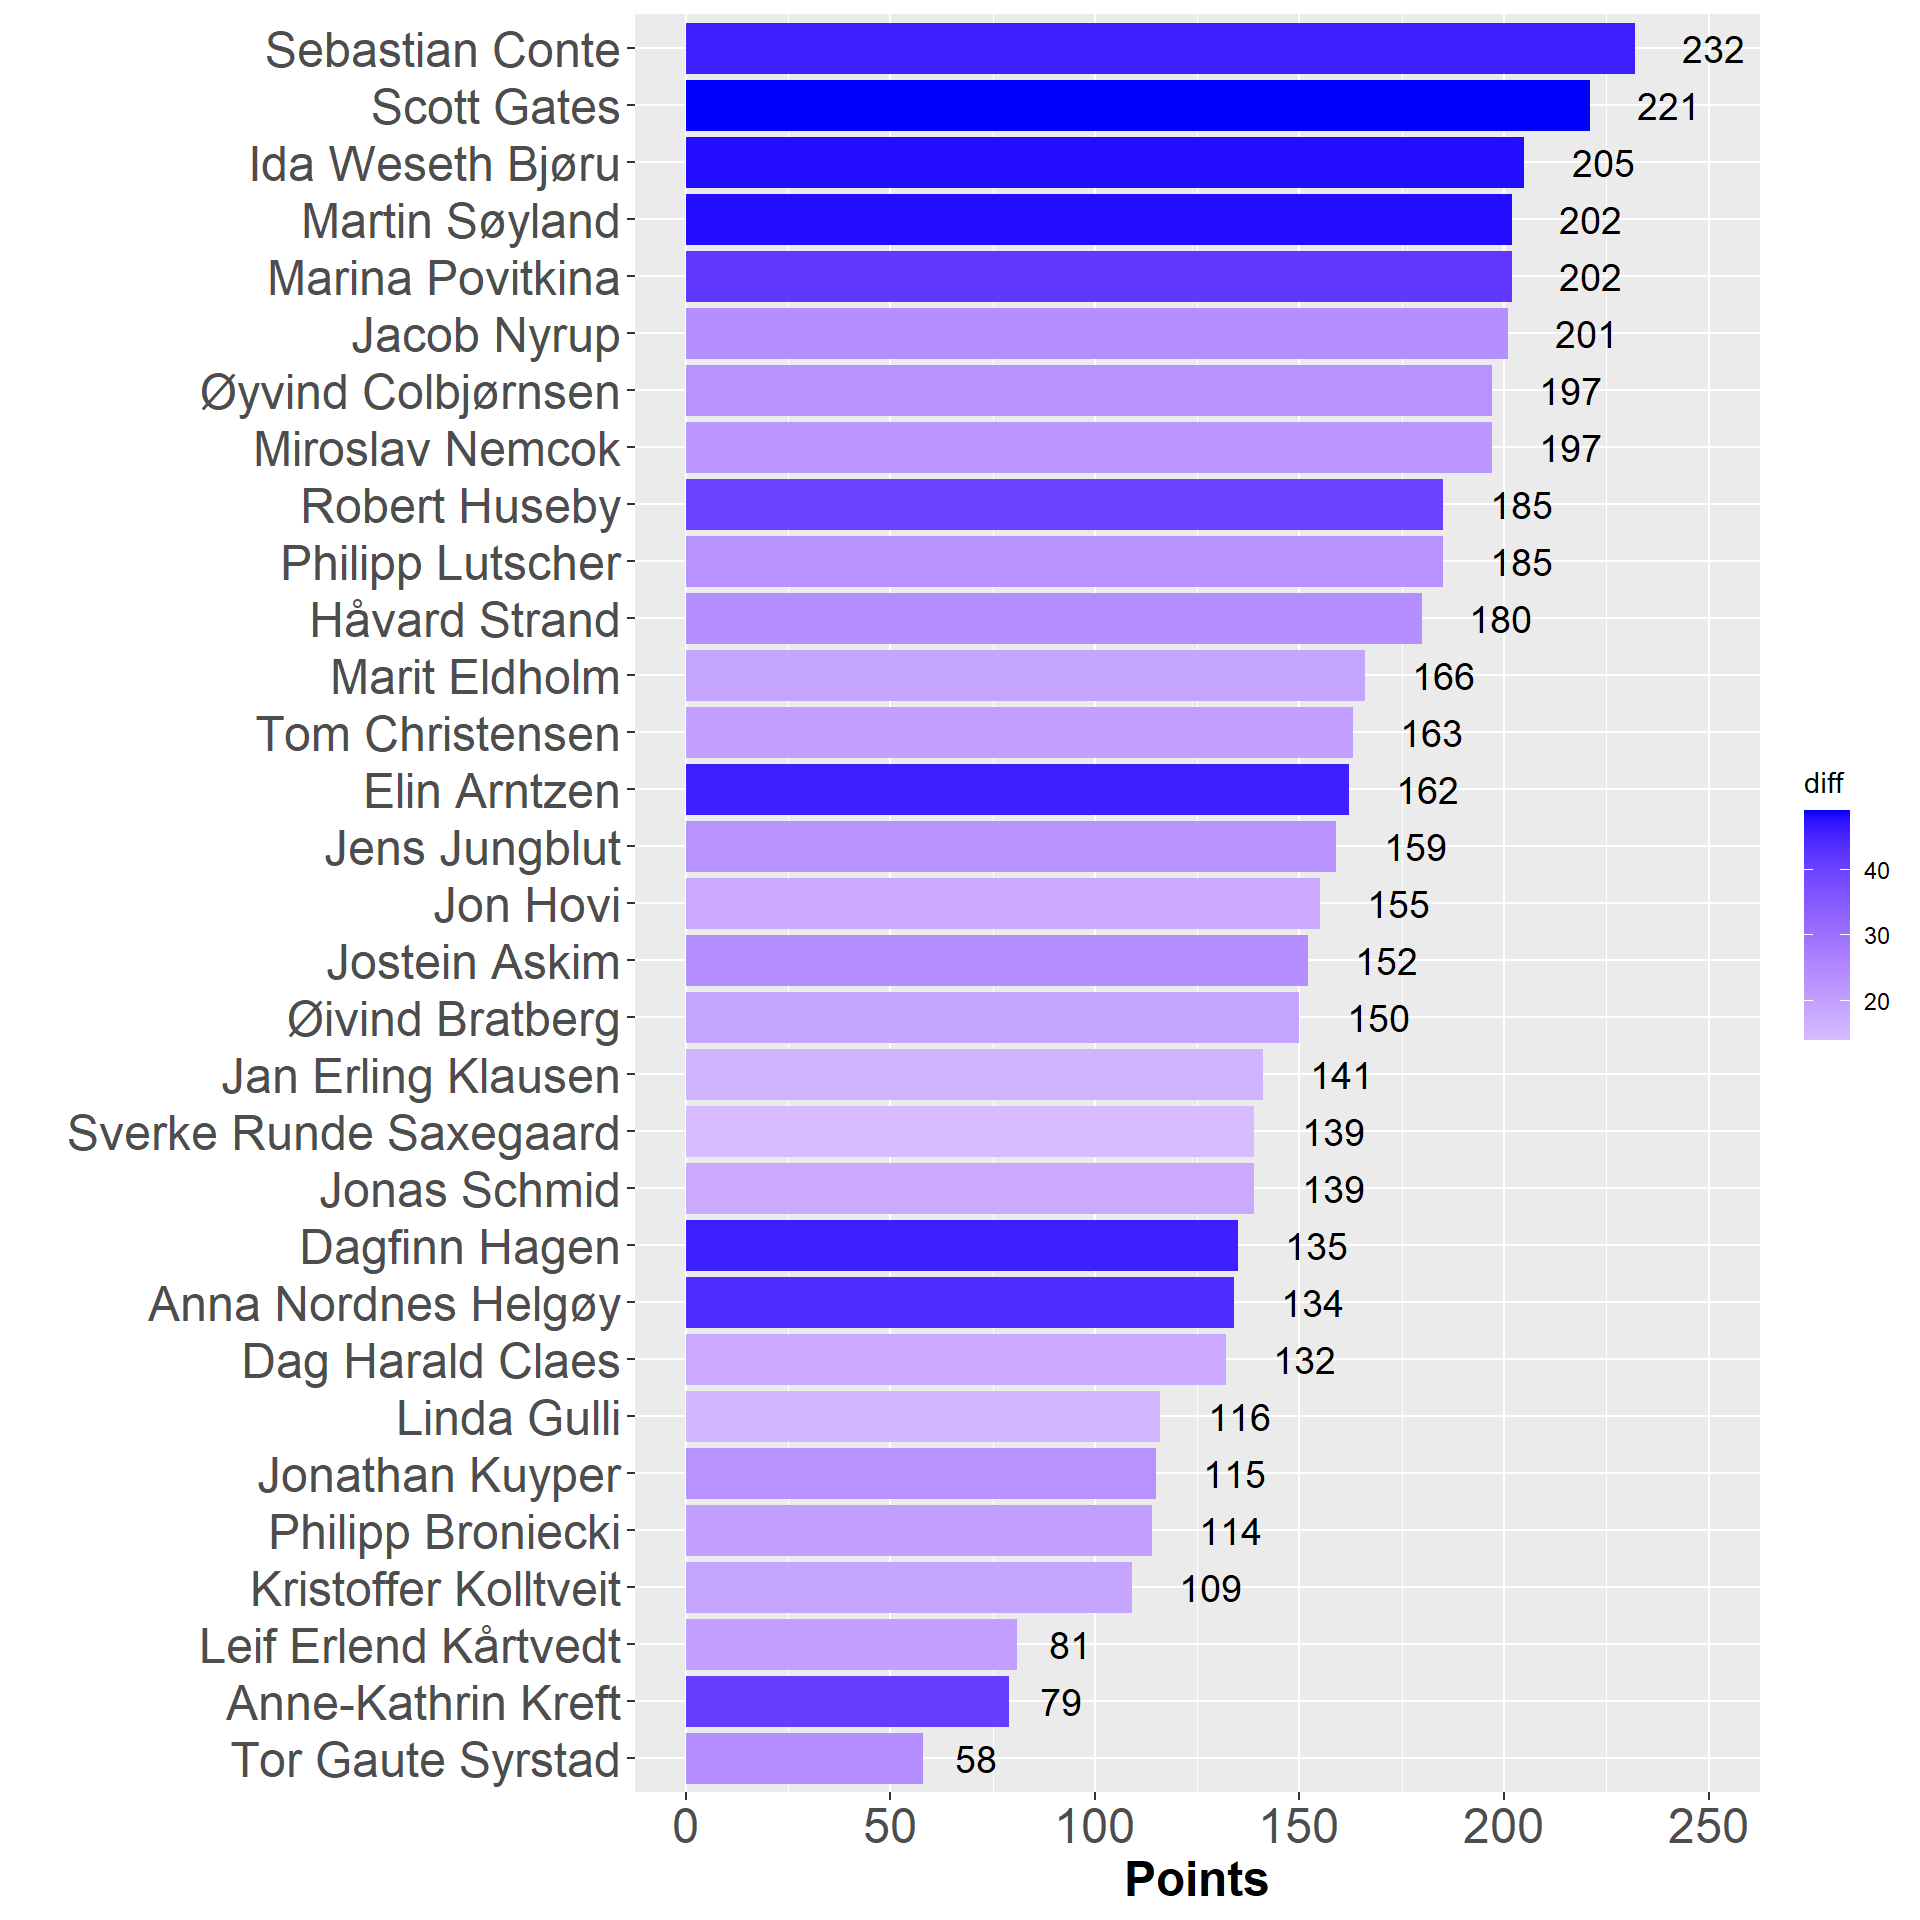 Sebastian Conte 232
Scott Gates 221
Ida Weseth Bjøru 205
Martin Søyland 202
Marina Povitkina 202
Jacob Nyrup 201
Øyvind Colbjørnsen 197
Miroslav Nemcok 197
Robert Huseby 185
Philipp Lutscher 185
Håvard Strand 180
Marit Eldholm 166
Tom Christensen 163
Elin Arntzen 162
Jens Jungblut 159
Jon Hovi 155
Jostein Askim 152
Øivind Bratberg 150
Jan Erling Klausen 141
Sverke Runde Saxegaard 139
Jonas Schmid 139
Dagfinn Hagen 135
Anna Nordnes Helgøy 134
Dag Harald Claes 132
Linda Gulli 116
Jonathan Kuyper 115
Philipp Broniecki 114
Kristoffer Kolltveit 109
Leif Erlend Kårtvedt 81
Anne-Kathrin Kreft 79
Tor Gaute Syrstad 58
0 50 100 150 200 250
Points
diff
40
30
20